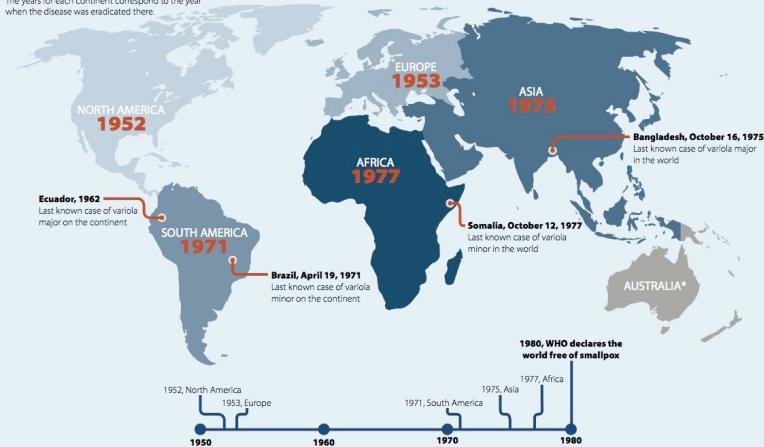 The years for each continent correspond to the year
when the disease was eradicated there.
NORTH AMERICA
1952
EUROPE
1953
ASIA
1975
Bangladesh, October 16, 1975
Last known case of variola major
in the world
AFRICA
1977
Ecuador, 1962
Last known case of variola
major on the continent
SOUTH AMERICA
1971
Somalia, October 12, 1977
Last known case of variola
minor in the world
Brazil, April 19, 1971
Last known case of variola
minor on the continent
AUSTRALIA*
1980, WHO declares the
world free of smallpox
1952, North America
1953, Europe
1971, South America
1975, Asia
1977, Africa
1950
1960
1970
1980